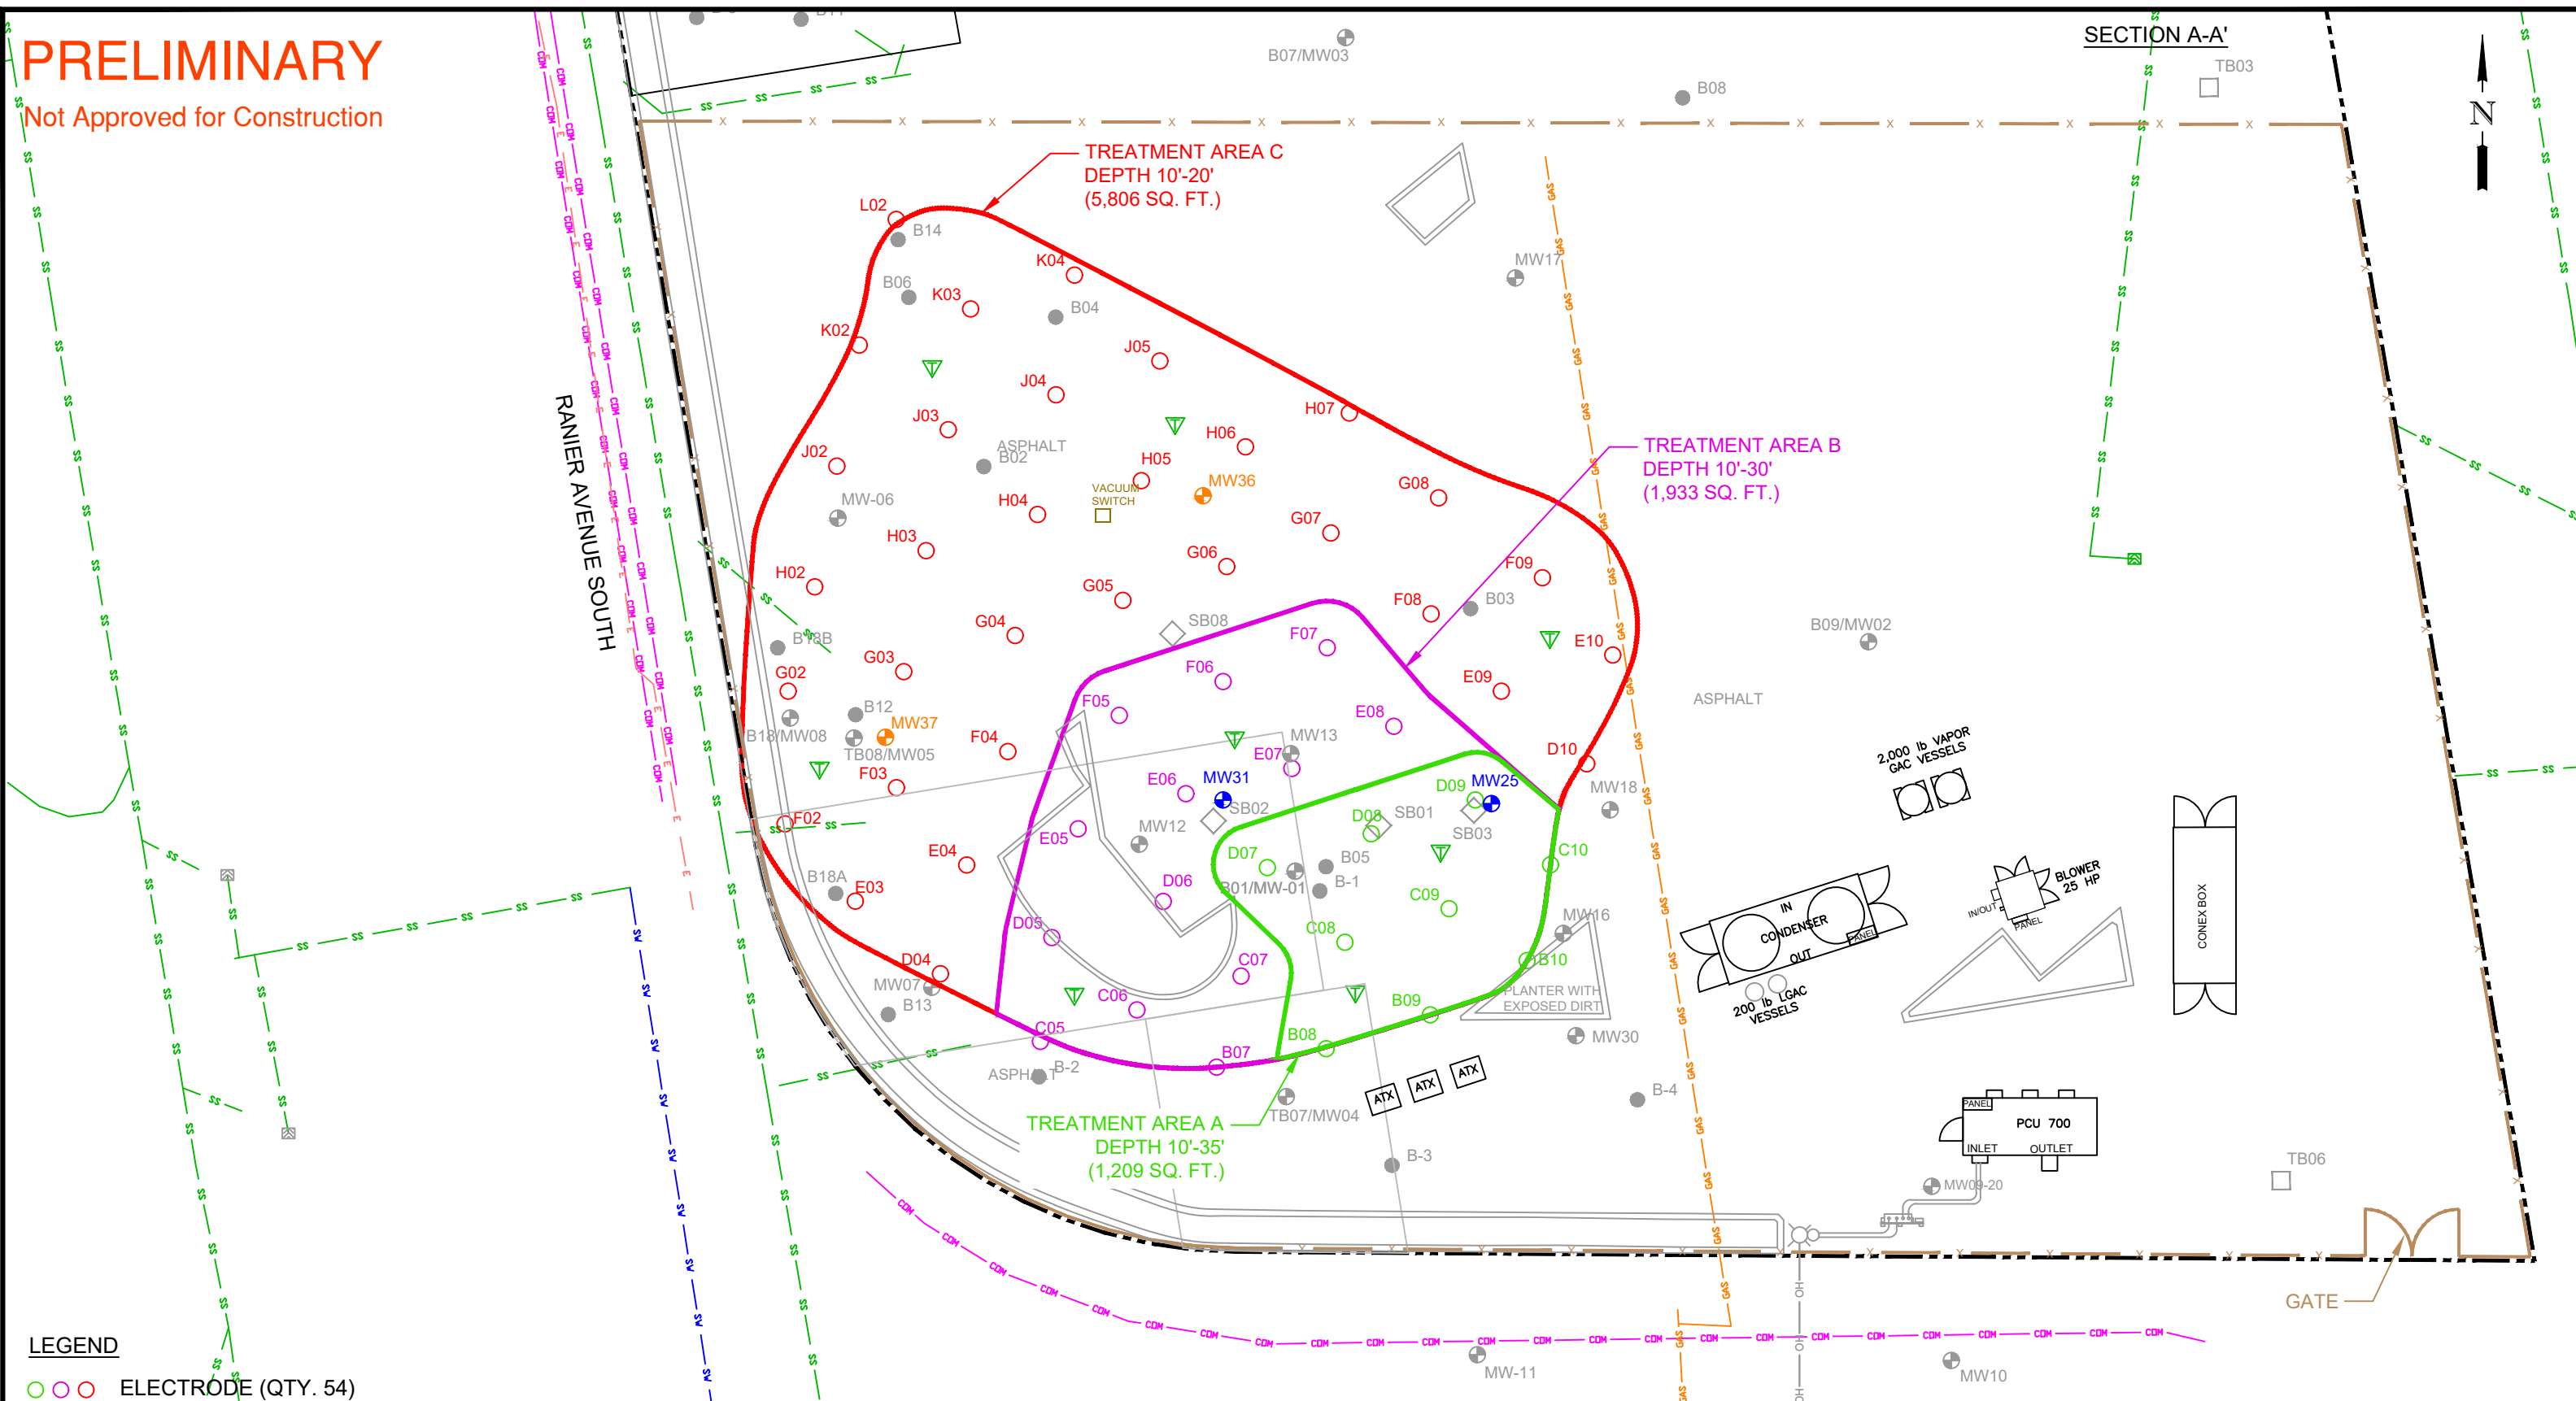 PRELIMINARY
Not Approved for Construction
SECTION A-A'
N
B07/MW03
B08
TB03
TREATMENT AREA C
DEPTH 10'-20'
(5,806 SQ. FT.)
L02
B14
K04
B06
K03
B04
K02
MW17
J05
J04
J03
H07
H06
ASPHALT
B02
J02
H05
TREATMENT AREA B
DEPTH 10'-30'
(1,933 SQ. FT.)
MW36
VACUUM
SWITCH
G08
MW-06
H04
G07
H03
G06
H02
G05
F09
F08
B03
RANIER AVENUE SOUTH
G04
SB08
B18B
F07
E10
B09/MW02
G03
F06
G02
E09
ASPHALT
F05
B12
E08
MW37
B18/MW08
TB08/MW05
F04
MW13
E07
D10
2,000 lb VAPOR
GAC VESSELS
F03
E06
MW31
D09
MW25
MW18
SB02
F02
E05
MW12
D08
SB01
SB03
E04
D07
B05
C10
B18A
E03
B01/MW-01
B-1
D06
C09
BLOWER
25 HP
IN/OUT
PANEL
IN
CONDENSER
PANEL
OUT
CONEX BOX
D05
C08
MW16
D04
C07
B10
MW07
B13
C06
B09
PLANTER WITH
EXPOSED DIRT
200 lb LGAC
VESSELS
C05
B08
MW30
B07
ASPHALT
B-2
ATX
ATX
ATX
TB07/MW04
B-4
PANEL
PCU 700
INLET
OUTLET
TREATMENT AREA A
DEPTH 10'-35'
(1,209 SQ. FT.)
B-3
TB06
MW09-20
GATE
LEGEND
MW-11
MW10
ELECTRODE (QTY. 54)
SS
COM
E
GAS
SW
OH
X